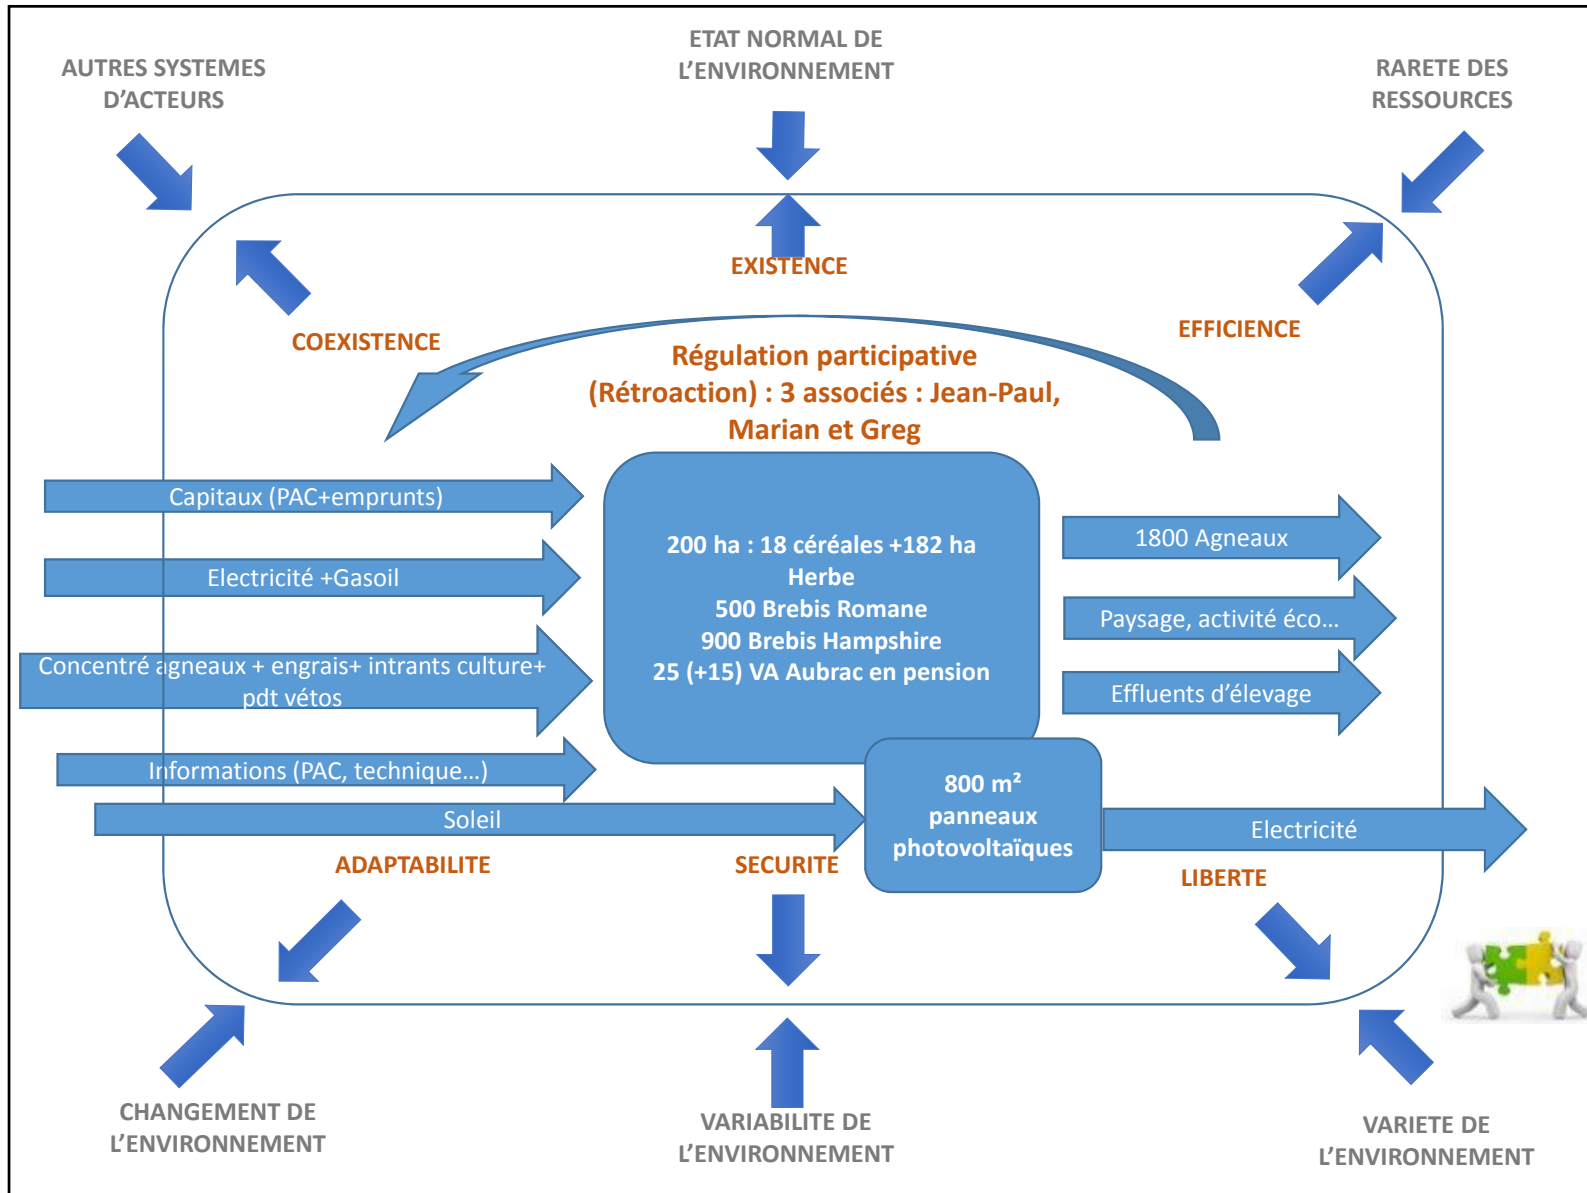 AUTRES SYSTEMES
D’ACTEURS
ETAT NORMAL DE
L’ENVIRONNEMENT
RARETE DES
RESSOURCES
EXISTENCE
COEXISTENCE
EFFICIENCE
Régulation participative
(Rétroaction) : 3 associés : Jean-Paul,
Marian et Greg
Capitaux (PAC+emprunts)
Electricité +Gasoil
Concentré agneaux + engrais+ intrants culture+
pdt vétos
Informations (PAC, technique…)
Soleil
200 ha : 18 céréales +182 ha
Herbe
500 Brebis Romane
900 Brebis Hampshire
25 (+15) VA Aubrac en pension
800 m²
panneaux
photovoltaïques
1800 Agneaux
Paysage, activité éco…
Effluents d’élevage
Electricité
ADAPTABILITE
SECURITE
LIBERTE
CHANGEMENT DE
L’ENVIRONNEMENT
VARIABILITE DE
L’ENVIRONNEMENT
VARIETE DE
L’ENVIRONNEMENT